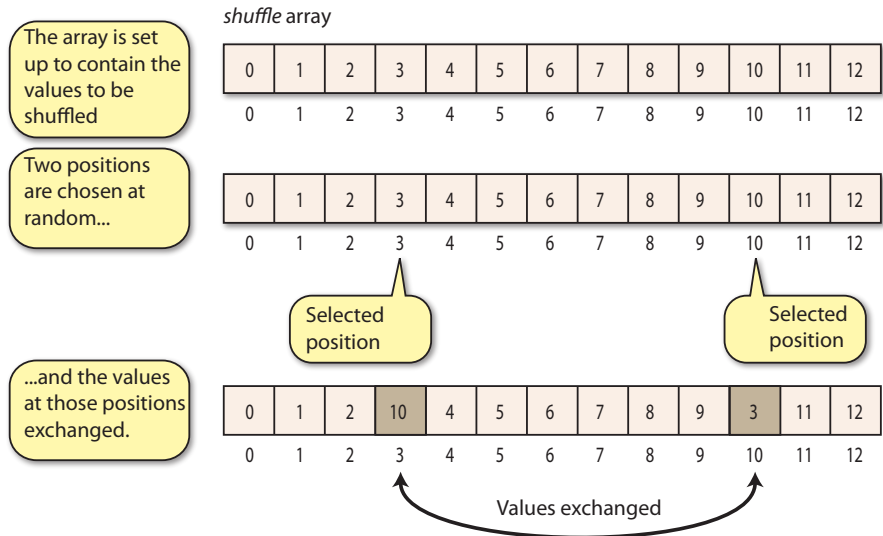 shuffle array
The array is set
up to contain the
values to be
shuffled
0 1 2 3 4 5 6 7 8 9 10 11 12
0 1 2 3 4 5 6 7 8 9 10 11 12
Two positions
are chosen at
random...
0 1 2 3 4 5 6 7 8 9 10 11 12
0 1 2 3 4 5 6 7 8 9 10 11 12
Selected
position
Selected
position
...and the values
at those positions
exchanged.
0 1 2 10 4 5 6 7 8 9 3 11 12
0 1 2 3 4 5 6 7 8 9 10 11 12
Values exchanged